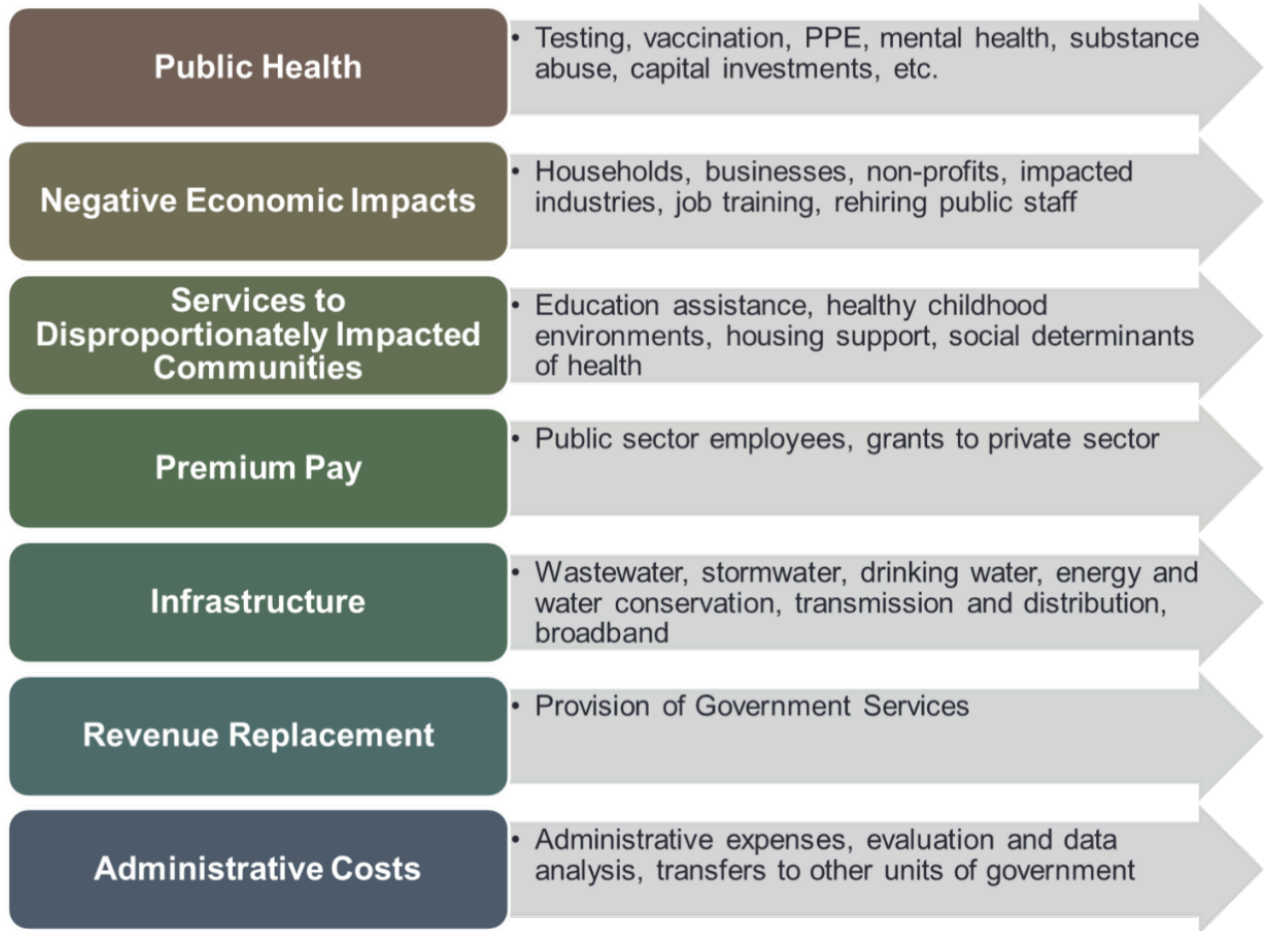 Public Health
• Testing, vaccination, PPE, mental health, substance
abuse, capital investments, etc.
Negative Economic Impacts
• Households, businesses, non-profits, impacted
industries, job training, rehiring public staff
Services to
Disproportionately Impacted
Communities
• Education assistance, healthy childhood
environments, housing support, social determinants
of health
Premium Pay
• Public sector employees, grants to private sector
Infrastructure
• Wastewater, stormwater, drinking water, energy and
water conservation, transmission and distribution,
broadband
Revenue Replacement
• Provision of Government Services
Administrative Costs
• Administrative expenses, evaluation and data
analysis, transfers to other units of government